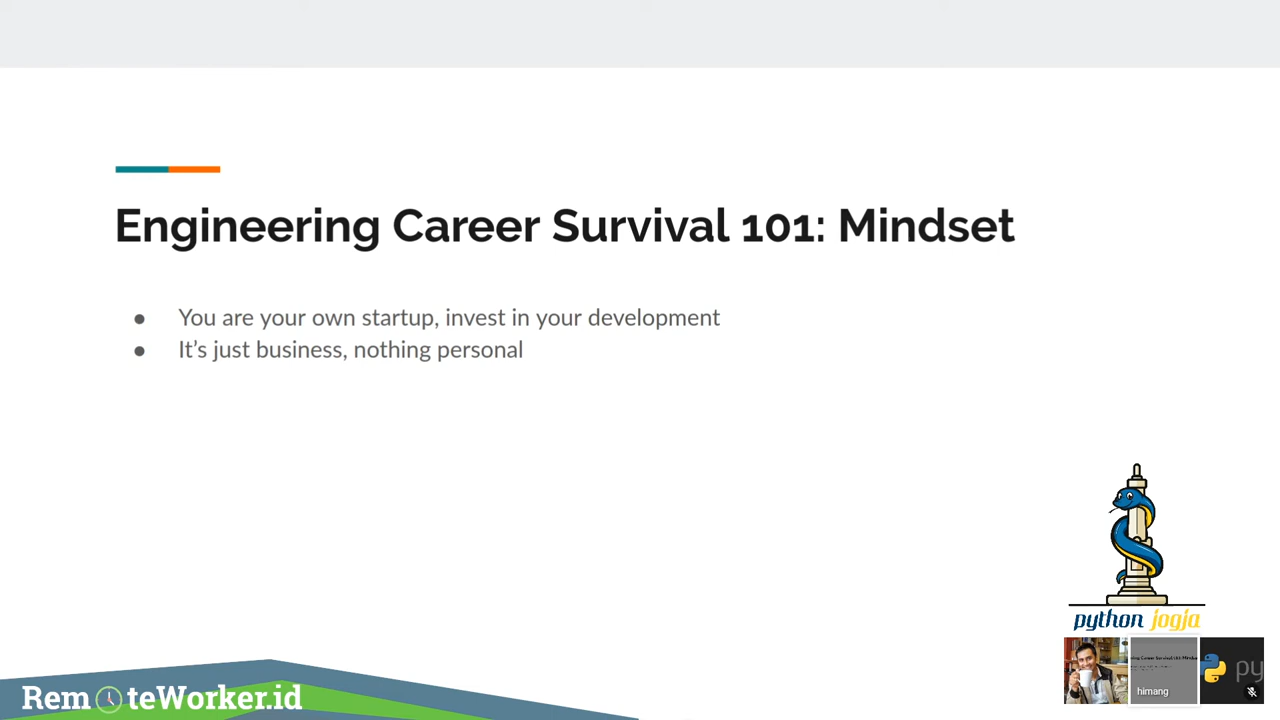 Engineering Career Survival 101: Mindset
● You are your own startup, invest in your development
● It's just business, nothing personal
python jogja
himang
py
RemoteWorker.id